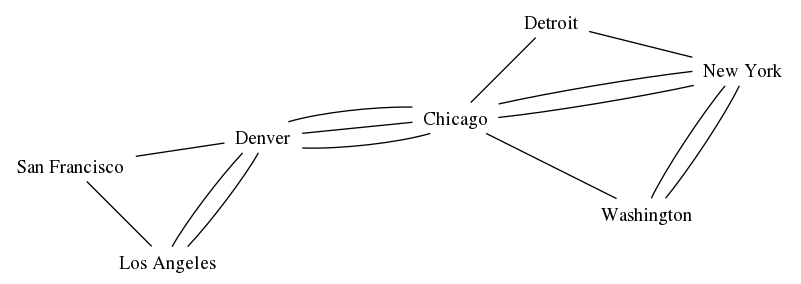 Detroit
New York
Chicago
Denver
San Francisco
Washington
Los Angeles